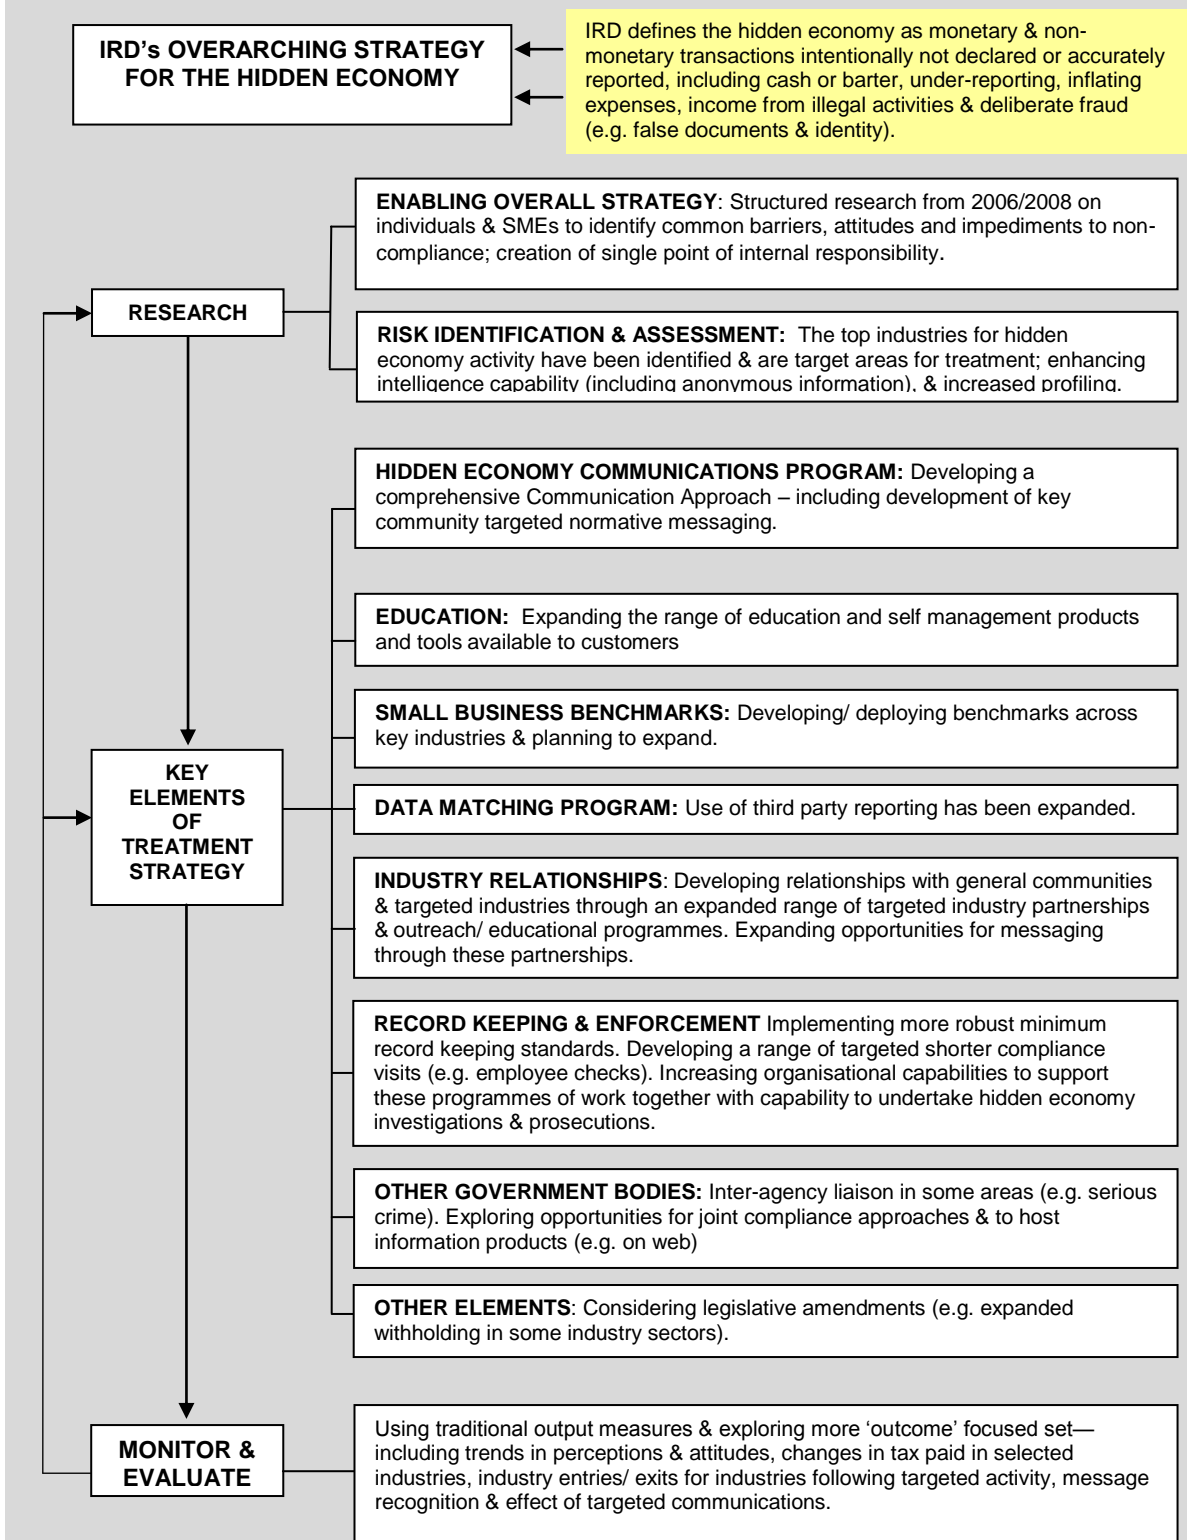 IRD's OVERARCHING STRATEGY
FOR THE HIDDEN ECONOMY
IRD defines the hidden economy as monetary & non-
monetary transactions intentionally not declared or accurately
reported, including cash or barter, under-reporting, inflating
expenses, income from illegal activities & deliberate fraud
(e.g. false documents & identity).
ENABLING OVERALL STRATEGY: Structured research from 2006/2008 on
individuals & SMEs to identify common barriers, attitudes and impediments to non-
compliance; creation of single point of internal responsibility.
RESEARCH
RISK IDENTIFICATION & ASSESSMENT: The top industries for hidden
economy activity have been identified & are target areas for treatment; enhancing
intelligence capability (including anonymous information), & increased profiling.
HIDDEN ECONOMY COMMUNICATIONS PROGRAM: Developing a
comprehensive Communication Approach – including development of key
community targeted normative messaging.
EDUCATION: Expanding the range of education and self management products
and tools available to customers
SMALL BUSINESS BENCHMARKS: Developing/ deploying benchmarks across
key industries & planning to expand.
KEY
ELEMENTS
OF
TREATMENT
STRATEGY
DATA MATCHING PROGRAM: Use of third party reporting has been expanded.
INDUSTRY RELATIONSHIPS: Developing relationships with general communities
& targeted industries through an expanded range of targeted industry partnerships
& outreach/ educational programmes. Expanding opportunities for messaging
through these partnerships.
RECORD KEEPING & ENFORCEMENT Implementing more robust minimum
record keeping standards. Developing a range of targeted shorter compliance
visits (e.g. employee checks). Increasing organisational capabilities to support
these programmes of work together with capability to undertake hidden economy
investigations & prosecutions.
OTHER GOVERNMENT BODIES: Inter-agency liaison in some areas (e.g. serious
crime). Exploring opportunities for joint compliance approaches & to host
information products (e.g. on web)
OTHER ELEMENTS: Considering legislative amendments (e.g. expanded
withholding in some industry sectors).
MONITOR &
EVALUATE
Using traditional output measures & exploring more 'outcome' focused set—
including trends in perceptions & attitudes, changes in tax paid in selected
industries, industry entries/ exits for industries following targeted activity, message
recognition & effect of targeted communications.